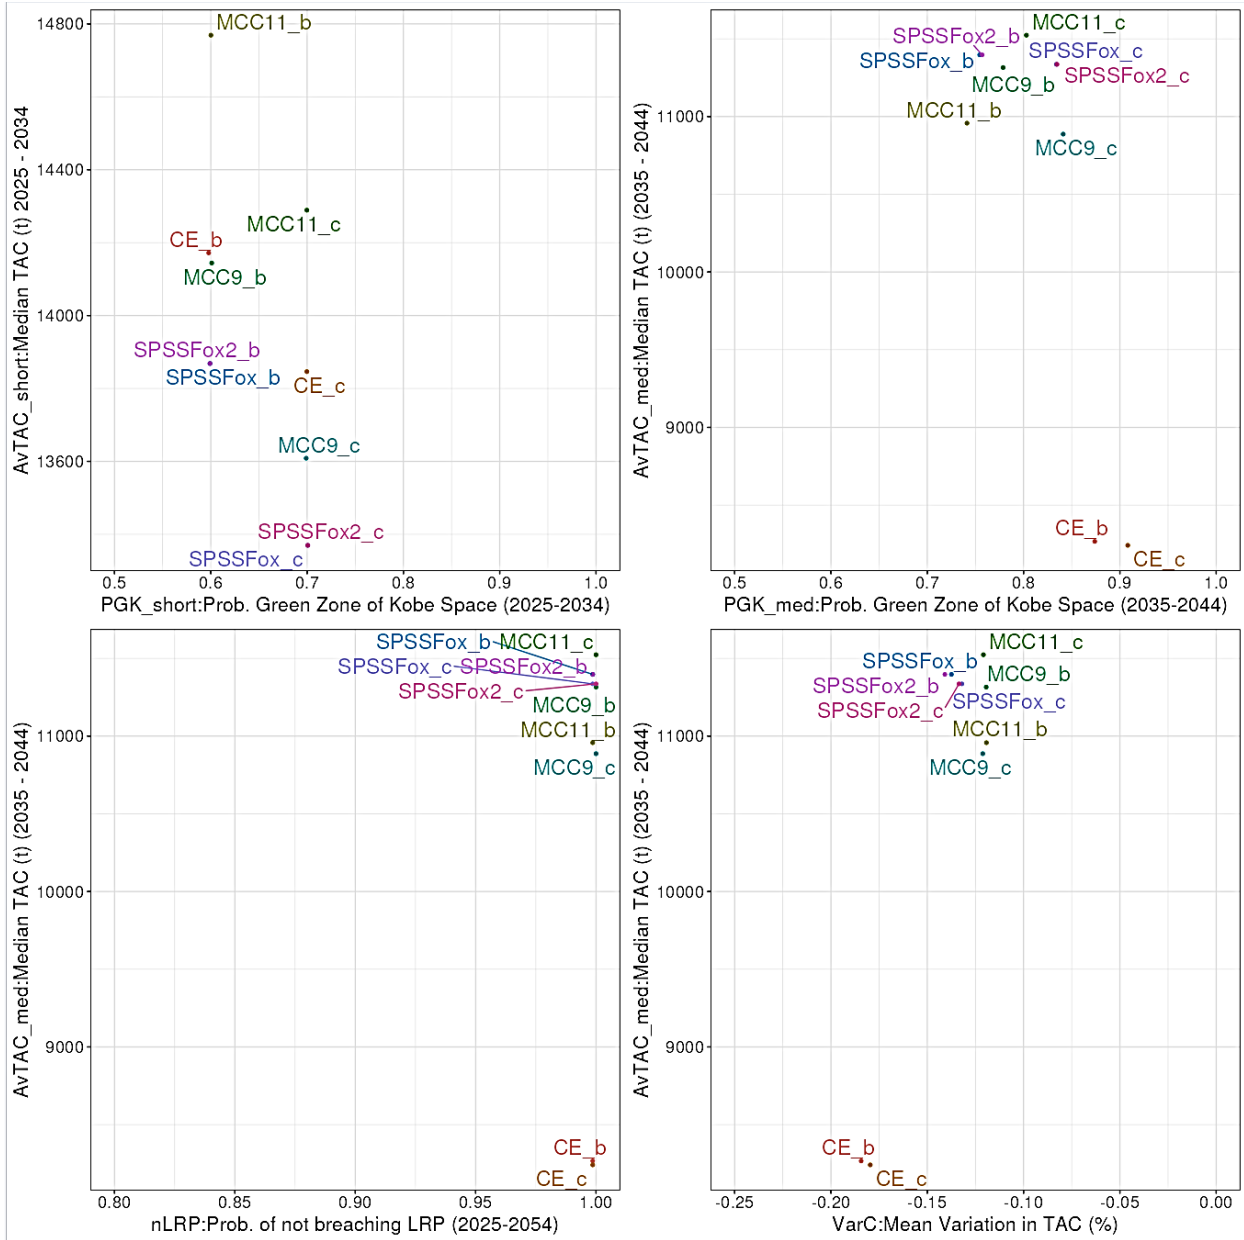 MCC11_b
14800
14400
MCC11_c
CE_b
MCC9_b
14000
SPSSFox2_b
SPSSFox_b
CE_c
MCC9_c
13600
SPSSFox2_c
SPSSFox_c
0.5 0.6 0.7 0.8 0.9 1.0
PGK_short:Prob. Green Zone of Kobe Space (2025-2034)
AvTAC_short:Median TAC (t) 2025 - 2034
MCC11_c
SPSSFox2_b
SPSSFox_c
SPSSFox_b
SPSSFox2_c
MCC9_b
MCC11_b
11000
MCC9_c
10000
9000
CE_b
CE_c
0.5 0.6 0.7 0.8 0.9 1.0
PGK_med:Prob. Green Zone of Kobe Space (2035-2044)
AvTAC_med:Median TAC (t) (2035 - 2044)
SPSSFox_b
MCC11_c
SPSSFox_c
SPSSFox2_b
SPSSFox2_c
MCC9_b
MCC11_b
11000
MCC9_c
10000
9000
CE_b
CE_c
0.80 0.85 0.90 0.95 1.00
nLRP:Prob. of not breaching LRP (2025-2054)
AvTAC_med:Median TAC (t) (2035 - 2044)
MCC11_c
SPSSFox_b
MCC9_b
SPSSFox2_b
SPSSFox_c
SPSSFox2_c
MCC11_b
11000
MCC9_c
10000
9000
CE_b
CE_c
-0.25 -0.20 -0.15 -0.10 -0.05 0.00
VarC:Mean Variation in TAC (%)
AvTAC_med:Median TAC (t) (2035 - 2044)